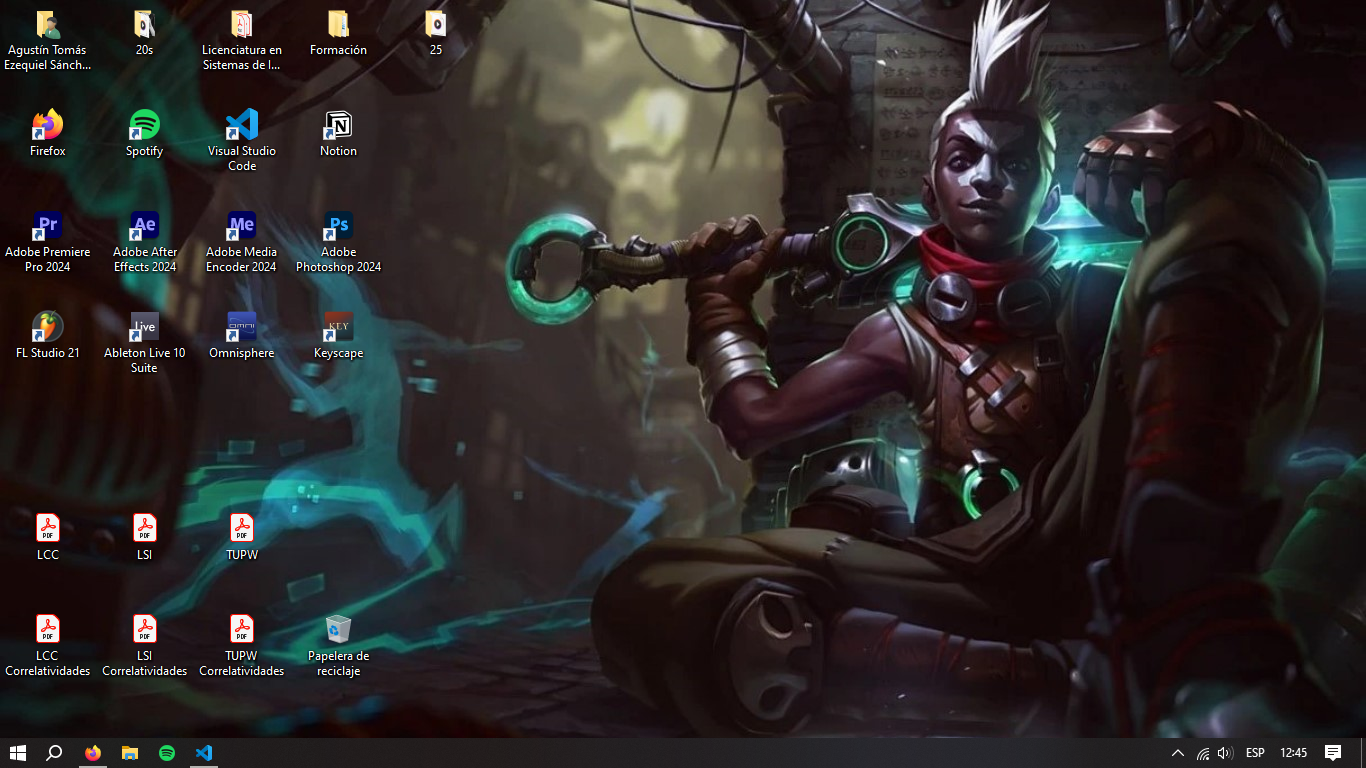 Agustín Tomás
Ezequiel Sánch...
20s
Licenciatura en
Sistemas de I...
Formación
25
Firefox
Spotify
Visual Studio
Code
Notion
Pr
Ae
Me
Ps
Adobe Premiere
Pro 2024
Adobe After
Effects 2024
Adobe Media
Encoder 2024
Adobe
Photoshop 2024
Live
OMNI
KEY
FL Studio 21
Ableton Live 10
Suite
Omnisphere
Keyscape
PDF
PDF
PDF
LCC
LSI
TUPW
PDF
PDF
PDF
LCC
Correlatividades
LSI
Correlatividades
TUPW
Correlatividades
Papelera de
reciclaje
ESP
12:45